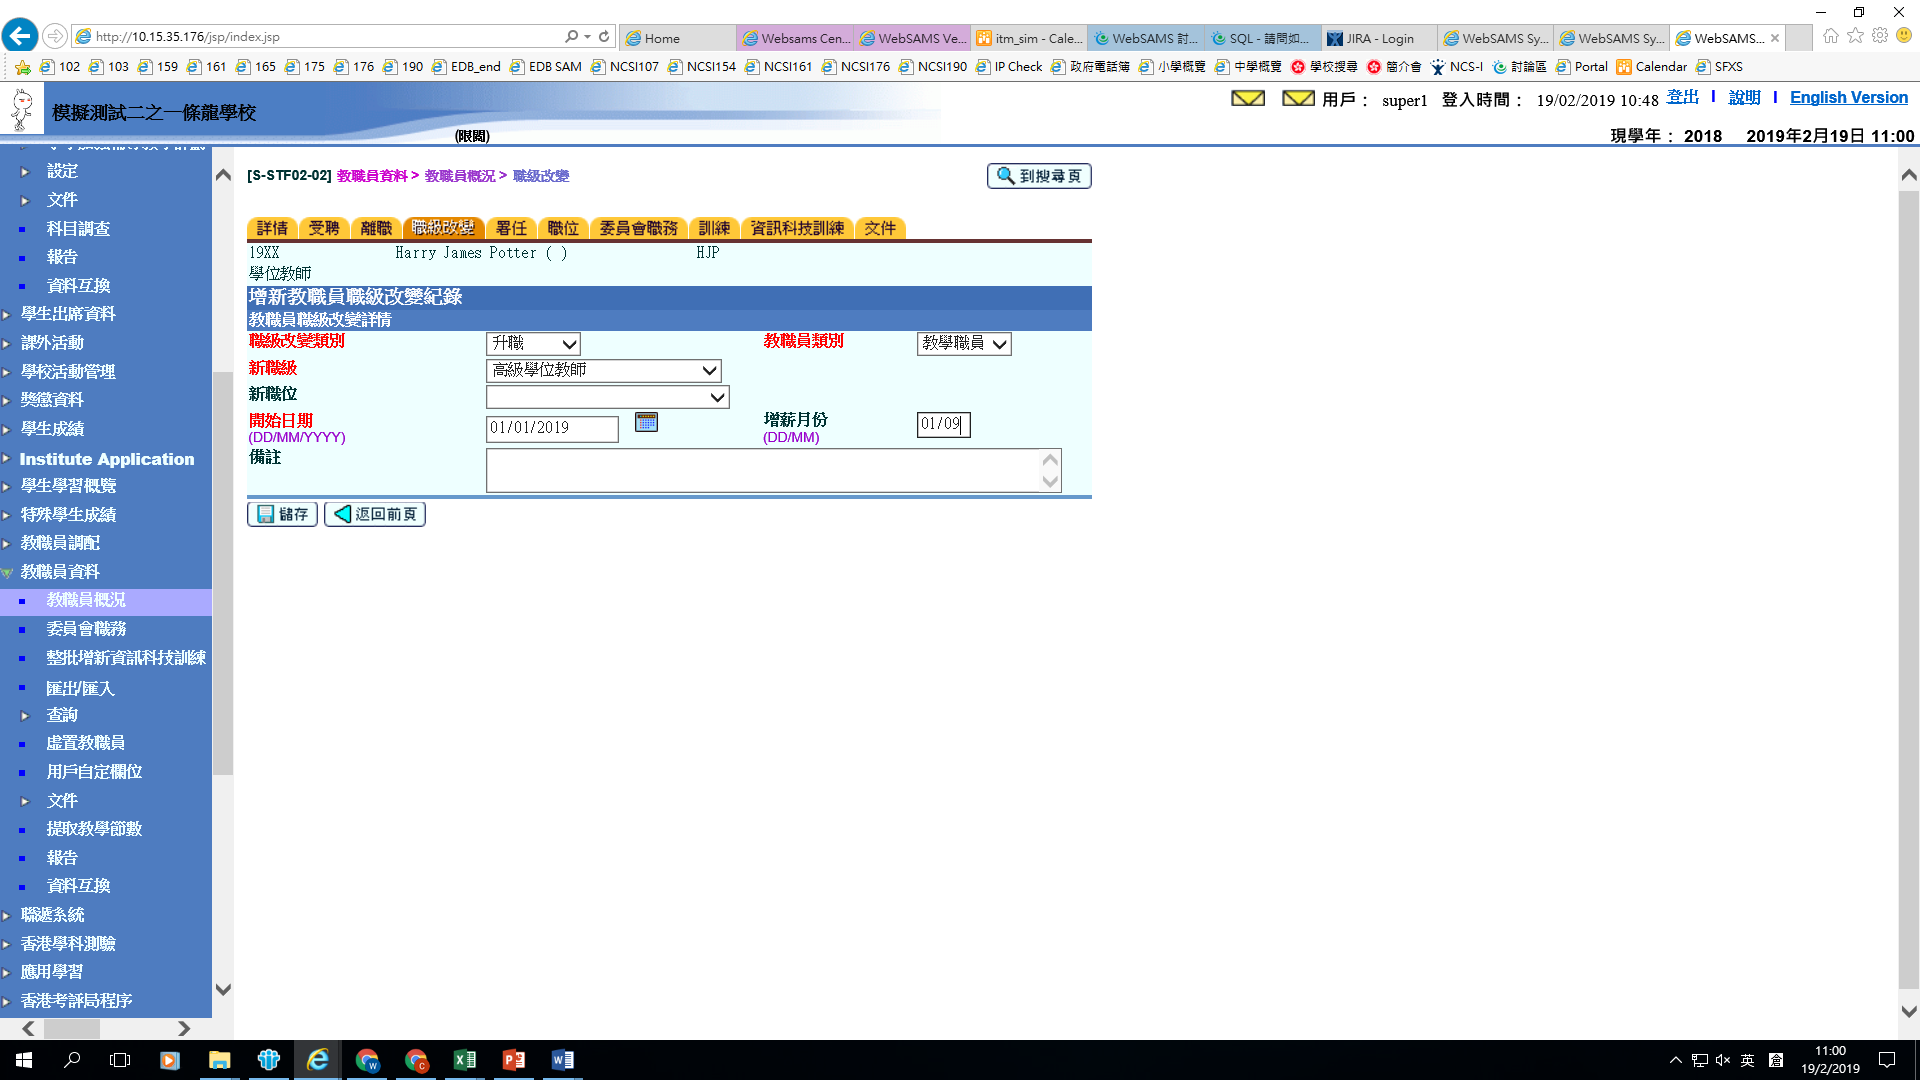 http://10.15.35.176/jsp/index.jsp
Home
Websams Cen...
WebSAMS Ve...
itm_sim - Cale...
WebSAMS 討...
SQL - 請問如...
JIRA - Login
WebSAMS Sy...
WebSAMS Sy...
WebSAMS...
102 103 159 161 165 175 176 190 EDB_end EDB SAM NCSI107 NCSI154 NCSI161 NCSI176 NCSI190 IP Check 政府電話簿 小學概覽 中學概覽 學校搜尋 簡介會 NCS-I 討論區 Portal Calendar SFXS
模擬測試二之一條龍學校
(限閱)
用戶： super1 登入時間： 19/02/2019 10:48 登出 | 說明 | English Version
現學年： 2018 2019年2月19日 11:00
設定
文件
科目調查
報告
資料互換
學生出席資料
課外活動
學校活動管理
獎懲資料
學生成績
Institute Application
學生學習概覽
特殊學生成績
教職員調配
教職員資料
教職員概況
委員會職務
整批增新資訊科技訓練
匯出/匯入
查詢
虛置教職員
用戶自定欄位
文件
提取教學節數
報告
資料互換
聯遞系統
香港學科測驗
應用學習
香港考評局程序
[S-STF02-02] 教職員資料 > 教職員概況 > 職級改變
到搜尋頁
詳情 受聘 離職 職級改變 署任 職位 委員會職務 訓練 資訊科技訓練 文件
19XX Harry James Potter ( ) HJP
學位教師
增新教職員職級改變紀錄
教職員職級改變詳情
職級改變類別 升職 教職員類別 教學職員
新職級 高級學位教師
新職位
開始日期 01/01/2019 增薪月份 01/09
(DD/MM/YYYY) (DD/MM)
備註
儲存 返回前頁
英
倉
11:00
19/2/2019